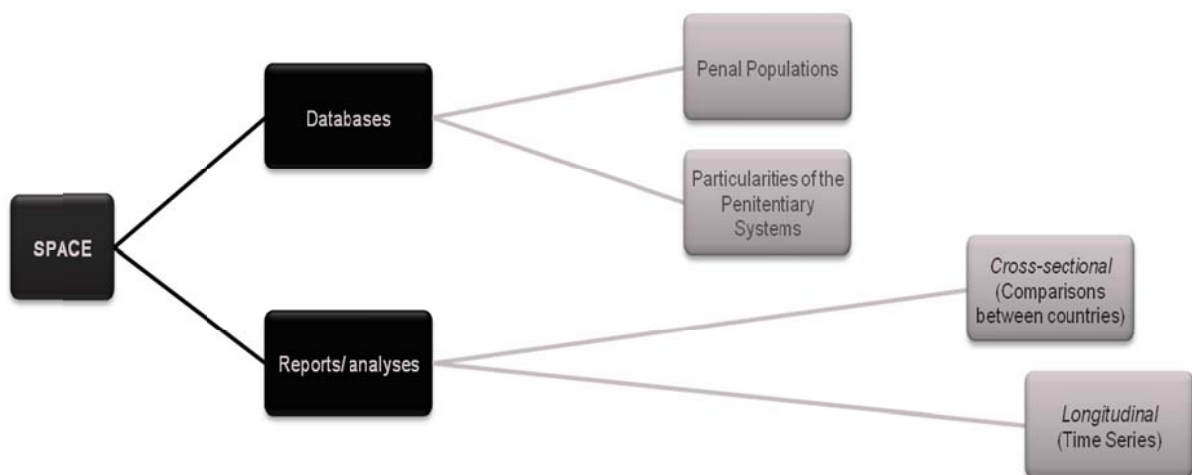 SPACE
Databases
Penal Populations
Particularities of the
Penitentiary
Systems
Reports/ analyses
Cross-sectional
(Comparisons
between countries)
Longitudinal
(Time Series)